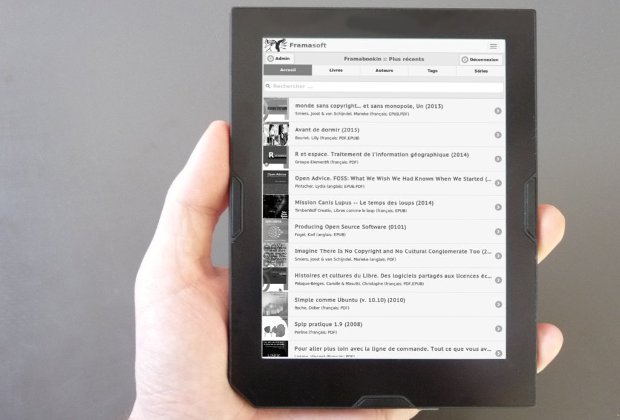 Framasoft
Admin
Framabookin :: Plus récents
Déconnexion
Accueil Livres Auteurs Tags Séries
Rechercher ...
monde sans copyright... et sans monopole, Un (2013)
Smiers, Joost & van Schijndel, Marieke (français: EPUB,PDF)
Avant de dormir (2015)
Bournel, Lilly (français: PDF,EPUB)
R et espace. Traitement de l'information géographique (2014)
Groupe ElementR (français: PDF)
Open Advice. FOSS: What We Wish We Had Known When We Started (...
Pintscher, Lydia (anglais: EPUB,PDF)
Mission Canis Lupus -- Le temps des loups (2014)
TimberWolf Creatio, Libres comme le loup (français: EPUB)
Producing Open Source Software (0101)
Fogel, Karl (anglais: EPUB)
Imagine There Is No Copyright and No Cultural Conglomerate Too (2...
Smiers, Joost & van Schijndel, Marieke (anglais: PDF)
Histoires et cultures du Libre. Des logiciels partagés aux licences éc...
Paloque-Bergès, Camille & Masutti, Christophe (français: PDF,EPUB)
Simple comme Ubuntu (v. 10.10) (2010)
Roche, Didier (français: PDF)
Spip pratique 1.9 (2008)
Perline (français: PDF)
Pour aller plus loin avec la ligne de commande. Tout ce que vous av...